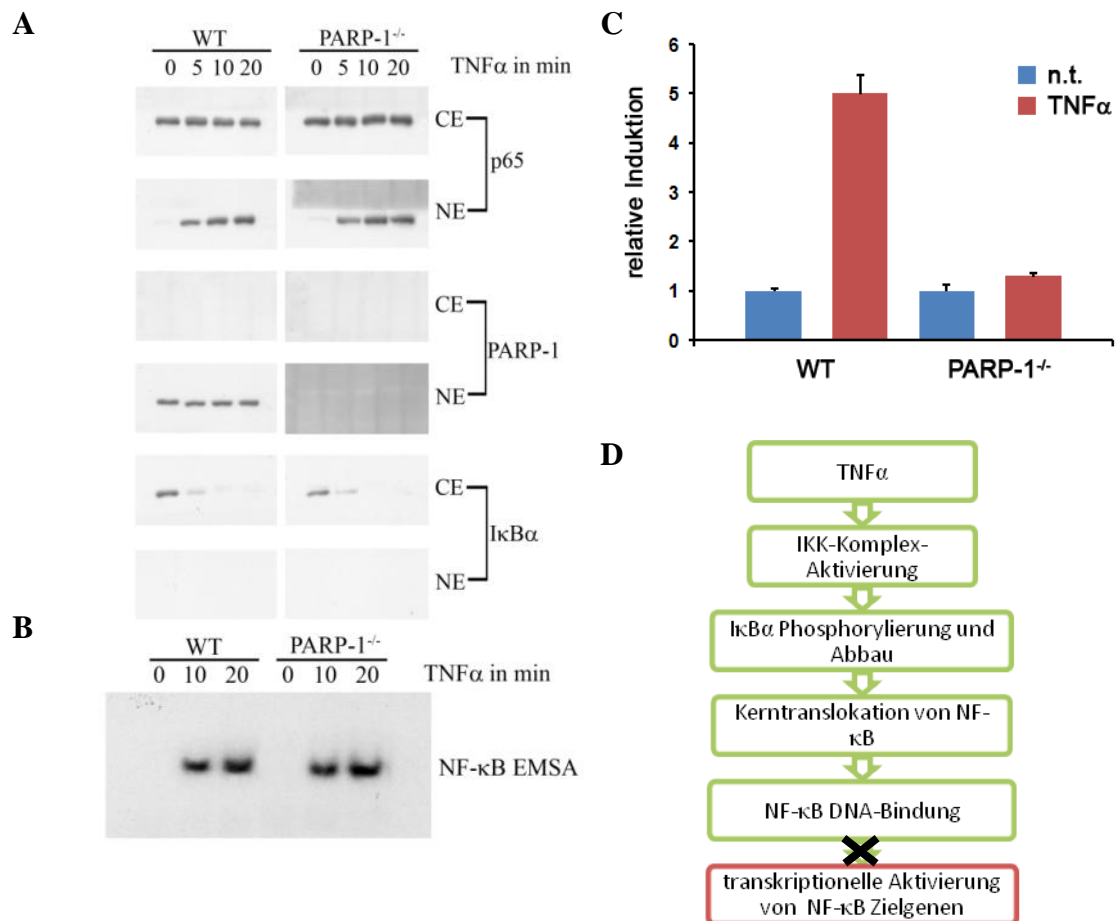 A
WT PARP-1-/-
0 5 10 20 0 5 10 20 TNFα in min
CE
p65
NE
CE
PARP-1
NE
CE
IκBα
NE
B
WT PARP-1-/-
0 10 20 0 10 20 TNFα in min
NF-κB EMSA
C
relative Induktion
6
5
4
3
2
1
0
n.t.
TNFα
WT PARP-1-/-
D
TNFα
IKK-Komplex-
Aktivierung
IκBα Phosphorylierung und
Abbau
Kerntranslokation von NF-
κB
NF-κB DNA-Bindung
transkriptionelle Aktivierung
von NF-κB Zielgenen